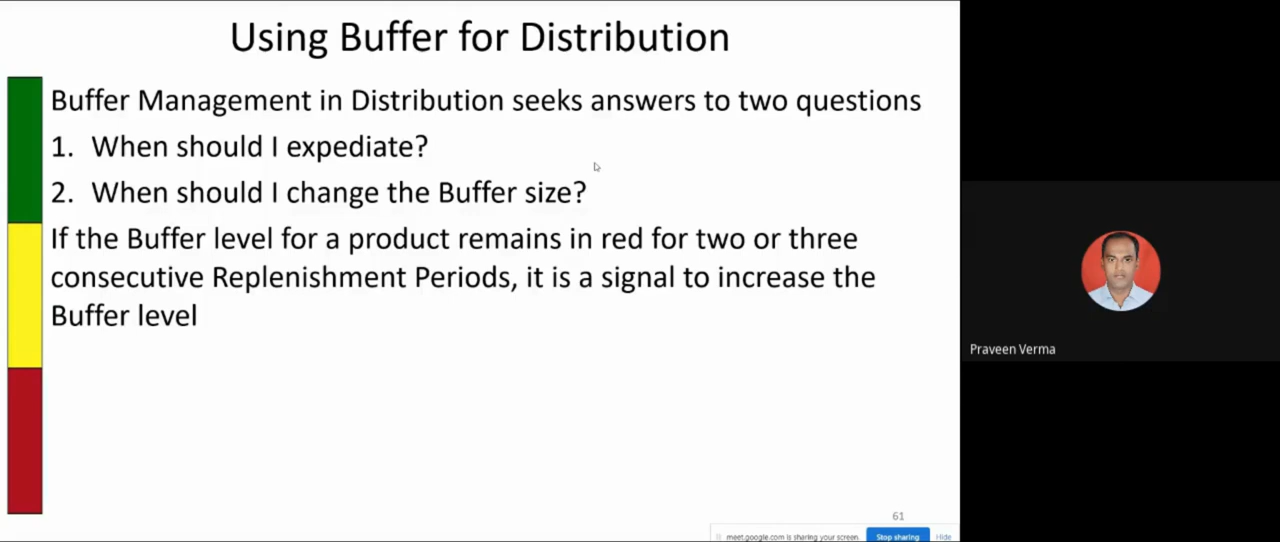 Using Buffer for Distribution
Buffer Management in Distribution seeks answers to two questions
1. When should I expediate?
2. When should I change the Buffer size?
If the Buffer level for a product remains in red for two or three
consecutive Replenishment Periods, it is a signal to increase the
Buffer level
Praveen Verma
61
meet.google.com is sharing your screen. Stop sharing Hide